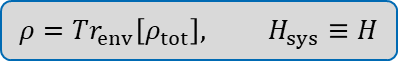 ρ = Tr_env[ρ_tot],    H_sys ≡ H